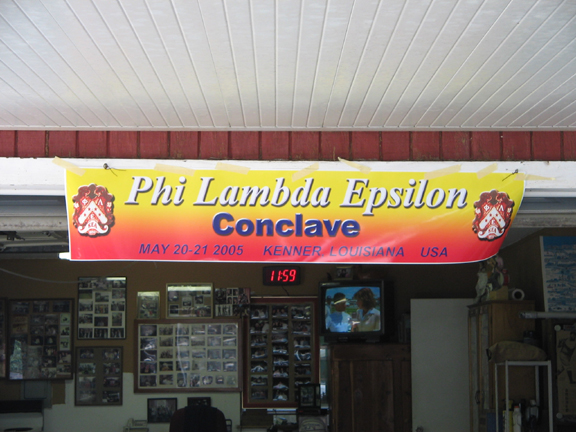 Phi Lambda Epsilon
Conclave
MAY 20-21 2005 KENNER LOUISIANA USA
11:59